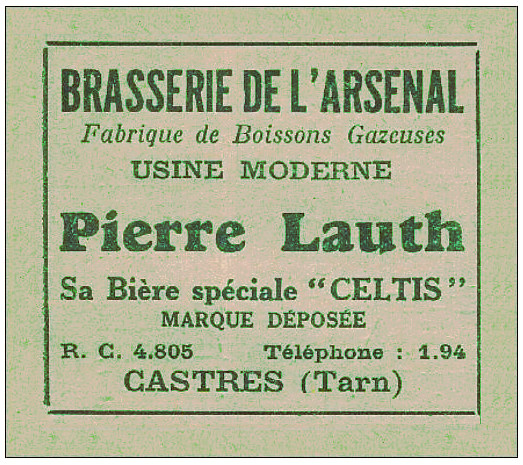 BRASSERIE DE L'ARSENAL
Fabrique de Boissons Gazeuses
USINE MODERNE
Pierre Lauth
Sa Bière spéciale "CELTIS"
MARQUE DÉPOSÉE
R. C. 4.805 Téléphone : 1.94
CASTRES (Tarn)